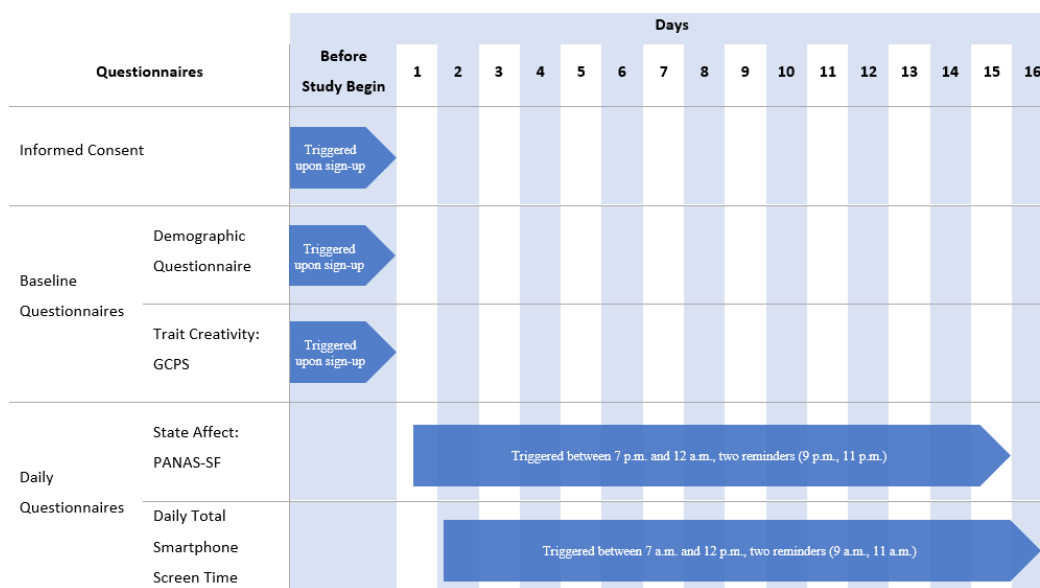 Days
Questionnaires
Before
Study Begin
1 2 3 4 5 6 7 8 9 10 11 12 13 14 15 16
Informed Consent
Triggered
upon sign-up
Baseline
Questionnaires
Demographic
Questionnaire
Triggered
upon sign-up
Trait Creativity:
GCPS
Triggered
upon sign-up
Daily
Questionnaires
State Affect:
PANAS-SF
Triggered between 7 p.m. and 12 a.m., two reminders (9 p.m., 11 p.m.)
Daily Total
Smartphone
Screen Time
Triggered between 7 a.m. and 12 p.m., two reminders (9 a.m., 11 a.m.)